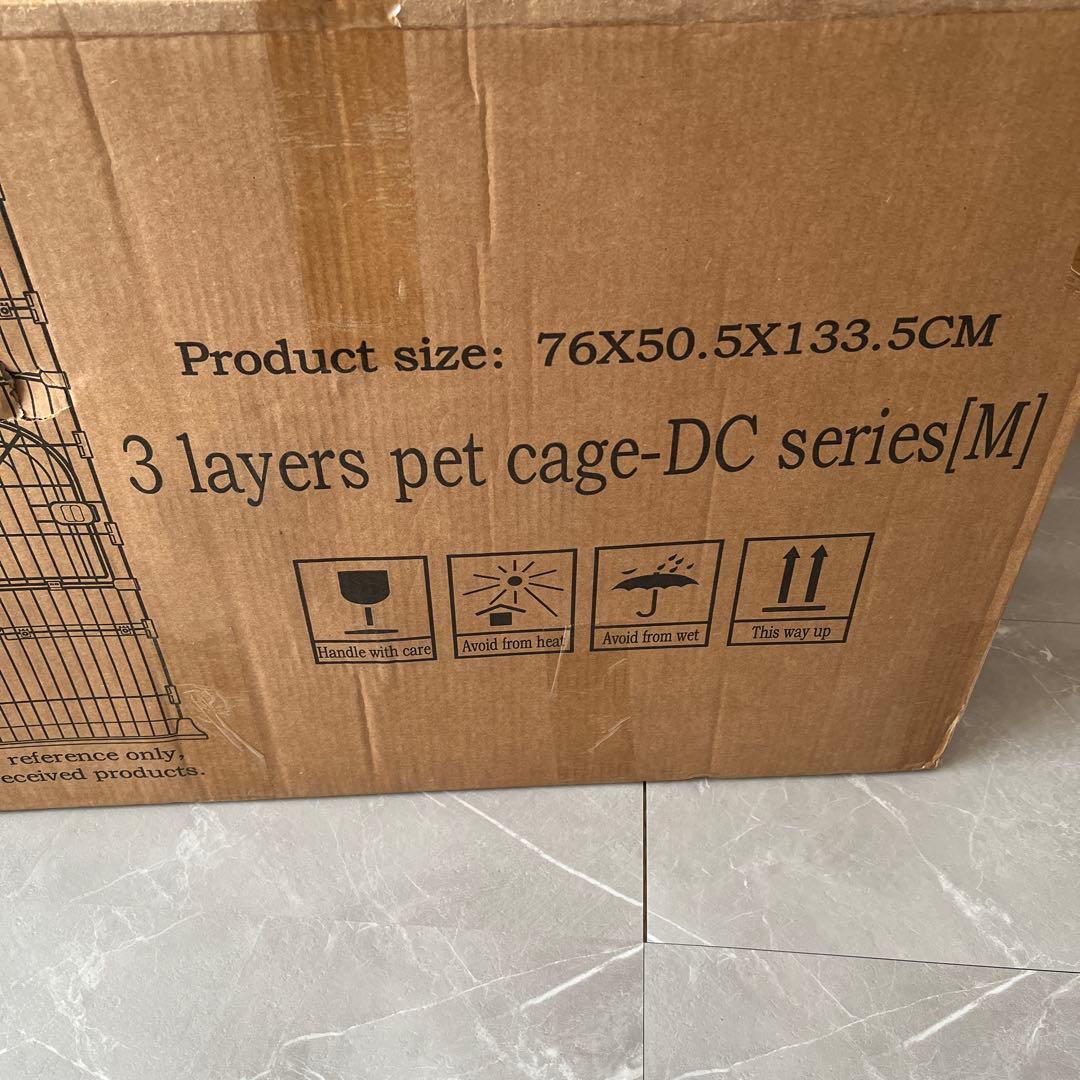 Product size: 76X50.5X133.5CM
3 layers pet cage-DC series[M]
Handle with care
Avoid from heat
Avoid from wet
This way up
reference only,
eceived products.